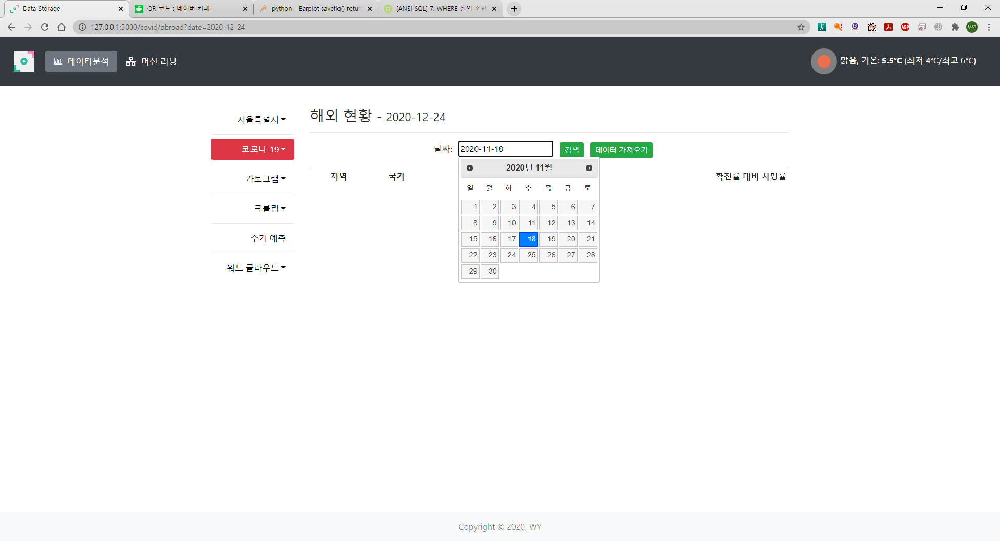 Data Storage
QR 코드 : 네이버 카페
python - Barplot savefig() return
[ANSI SQL] 7. WHERE 절의 조합
127.0.0.1:5000/covid/abroad?date=2020-12-24
ABP
우연
데이터분석
머신 러닝
맑음, 기온: 5.5°C (최저 4°C/최고 6°C)
서울특별시
코로나-19
카토그램
크롤링
주가 예측
워드 클라우드
해외 현황 - 2020-12-24
날짜: 2020-11-18 검색 데이터 가져오기
지역 국가 확진률 대비 사망률
2020년 11월
일 월 화 수 목 금 토
1 2 3 4 5 6 7
8 9 10 11 12 13 14
15 16 17 18 19 20 21
22 23 24 25 26 27 28
29 30
Copyright © 2020, WY